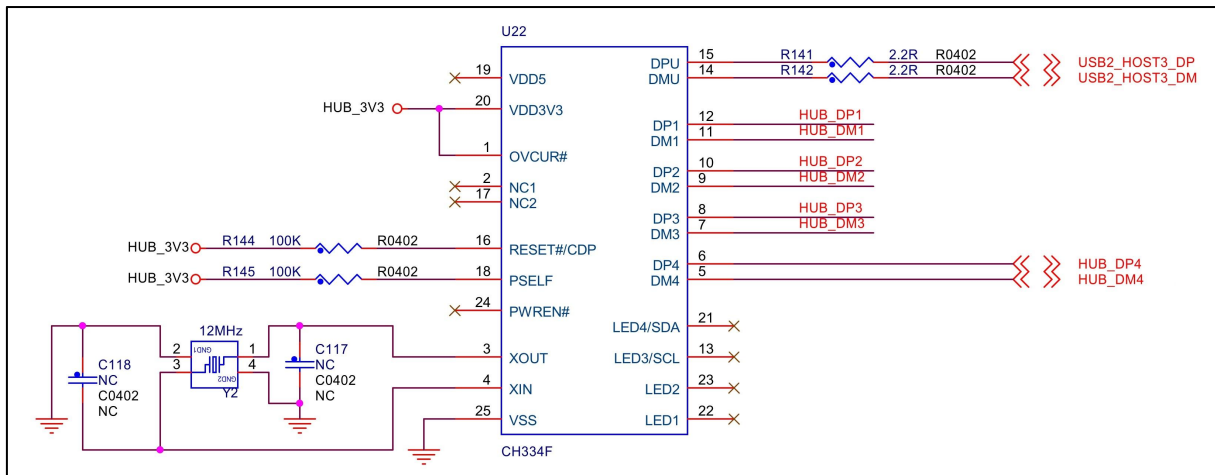 U22
19 VDD5
HUB_3V3 20 VDD3V3
1 OVCUR#
2 NC1
17 NC2
HUB_3V3 R144 100K R0402 16 RESET#/CDP
HUB_3V3 R145 100K R0402 18 PSELF
24 PWREN#
3 XOUT
4 XIN
25 VSS
CH334F
DPU 15 R141 2.2R R0402 USB2_HOST3_DP
DMU 14 R142 2.2R R0402 USB2_HOST3_DM
DP1 12 HUB_DP1
DM1 11 HUB_DM1
DP2 10 HUB_DP2
DM2 9 HUB_DM2
DP3 8 HUB_DP3
DM3 7 HUB_DM3
DP4 6 HUB_DP4
DM4 5 HUB_DM4
LED4/SDA 21
LED3/SCL 13
LED2 23
LED1 22
12MHz
2 GND1 1
3 GND2 4
Y2
C118
NC
C0402
NC
C117
NC
C0402
NC